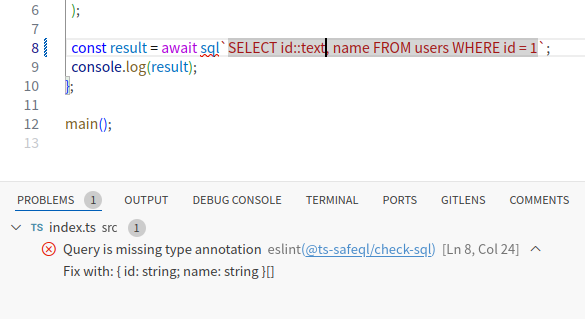 6 );
7
8 const result = await sql`SELECT id::text, name FROM users WHERE id = 1`;
9 console.log(result);
10 };
11
12 main();
13
PROBLEMS 1 OUTPUT DEBUG CONSOLE TERMINAL PORTS GITLENS COMMENTS
TS index.ts src 1
Query is missing type annotation eslint(@ts-safeql/check-sql) [Ln 8, Col 24]
Fix with: { id: string; name: string }[]